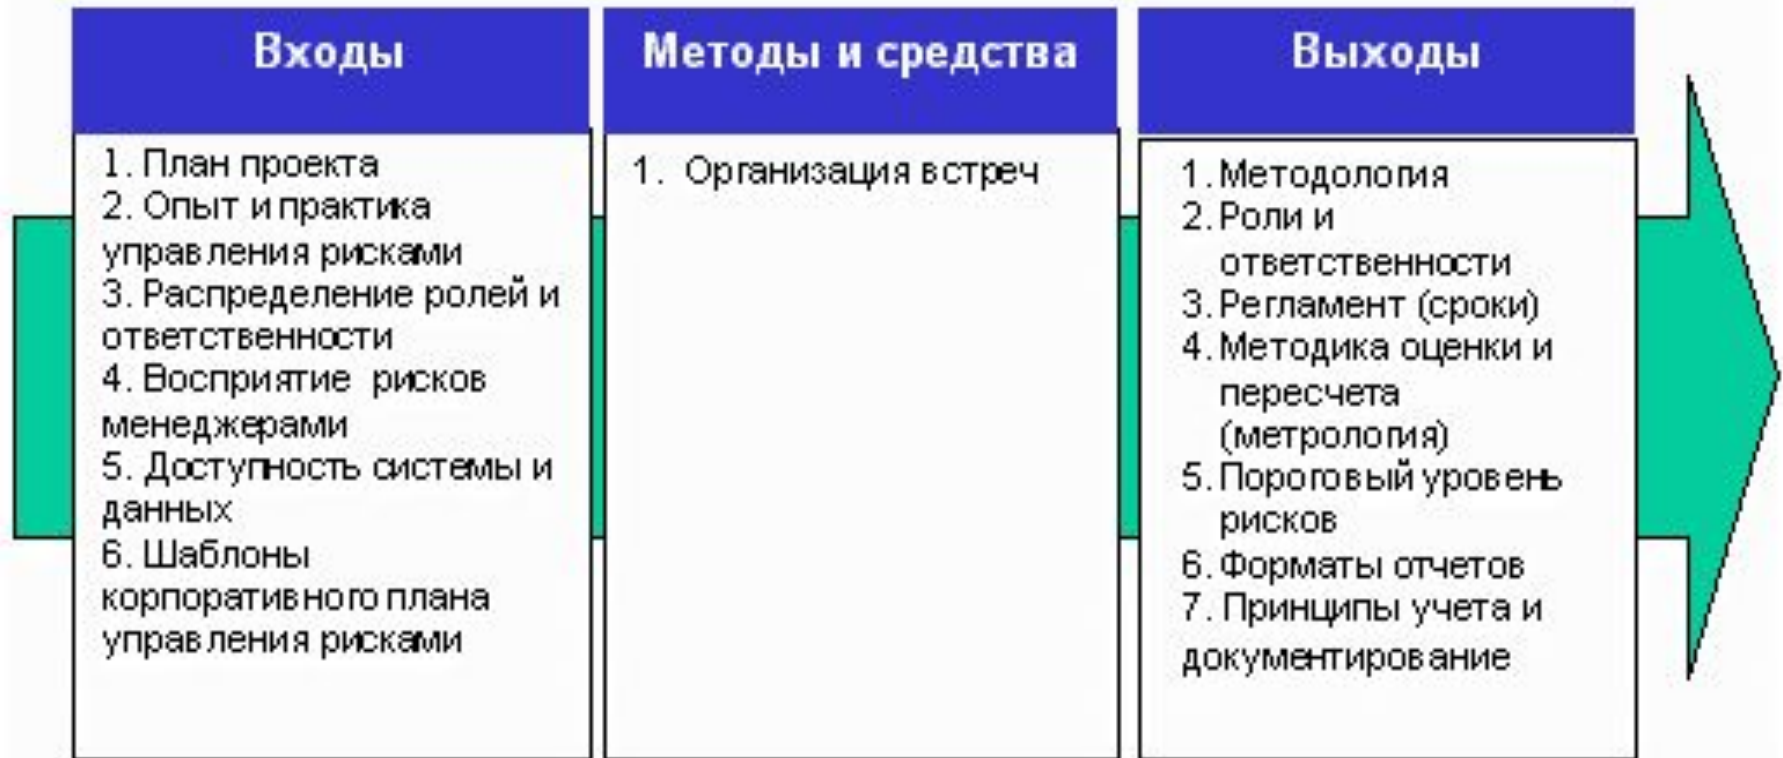 Входы
1. План проекта
2. Опыт и практика
управления рисками
3. Распределение ролей и
ответственности
4. Восприятие рисков
менеджерами
5. Доступность системы и
данных
6. Шаблоны
корпоративного плана
управления рисками
Методы и средства
1. Организация встреч
Выходы
1. Методология
2. Роли и
ответственности
3. Регламент (сроки)
4. Методика оценки и
пересчета
(метрология)
5. Пороговый уровень
рисков
6. Форматы отчетов
7. Принципы учета и
документирование